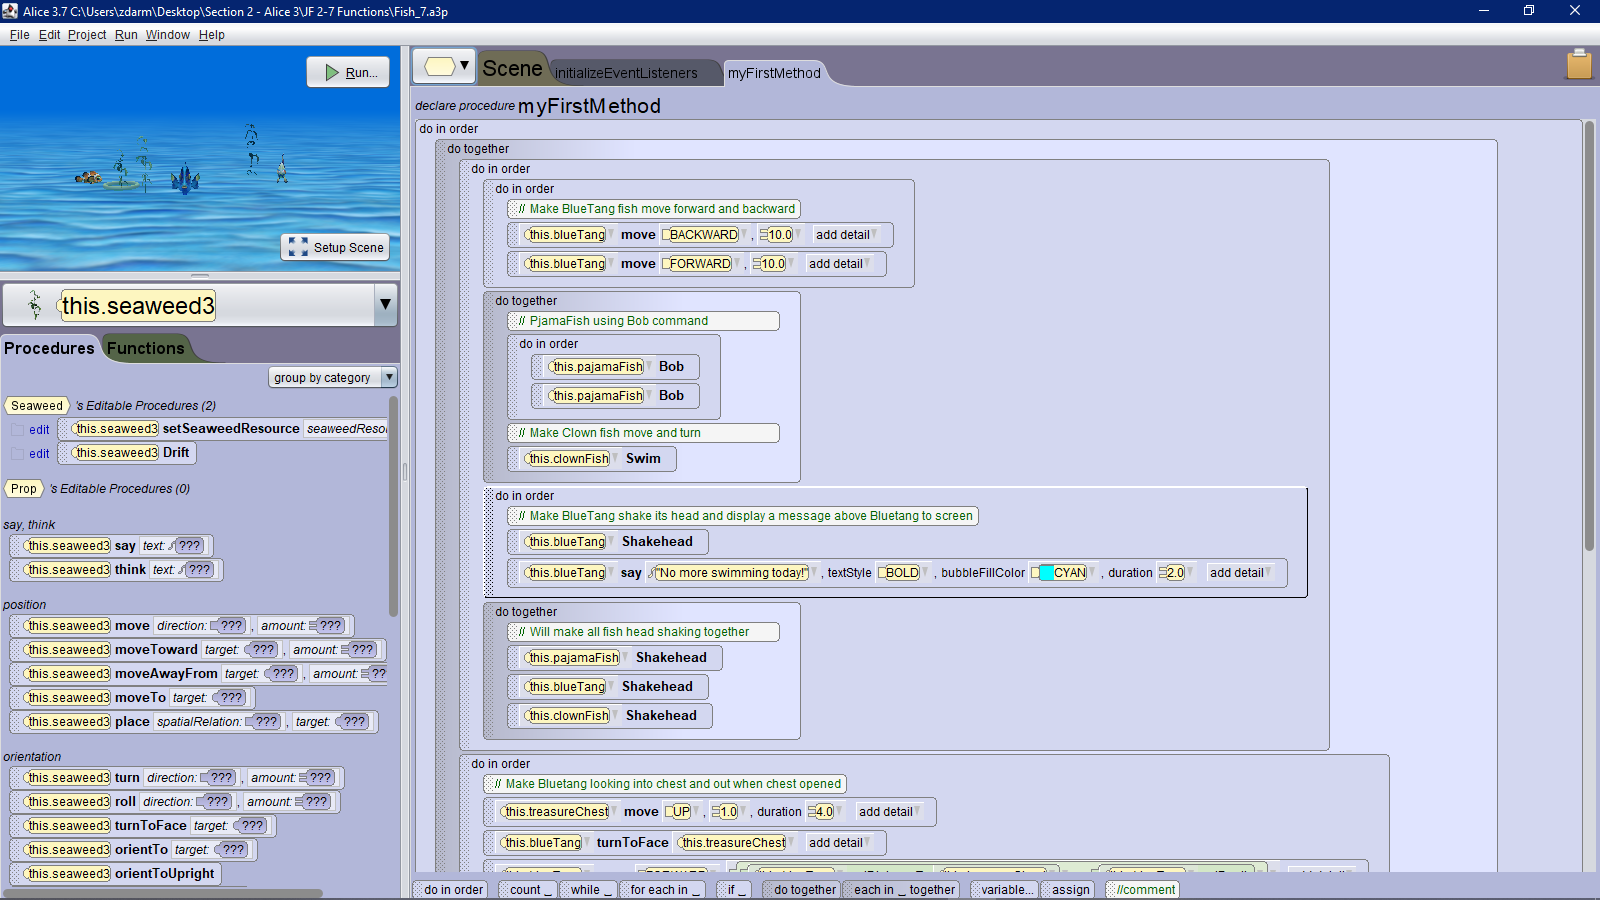 Alice 3.7 C:\Users\zdarm\Desktop\Section 2 - Alice 3\JF 2-7 Functions\Fish_7.a3p
File Edit Project Run Window Help
Run...
Setup Scene
this.seaweed3
Procedures Functions
group by category
Seaweed 's Editable Procedures (2)
edit this.seaweed3 setSeaweedResource seaweedResou
edit this.seaweed3 Drift
Prop 's Editable Procedures (0)
say, think
this.seaweed3 say text: ???
this.seaweed3 think text: ???
position
this.seaweed3 move direction: ??? , amount: ???
this.seaweed3 moveToward target: ??? , amount: ???
this.seaweed3 moveAwayFrom target: ??? , amount: ??
this.seaweed3 moveTo target: ???
this.seaweed3 place spatialRelation: ??? , target: ???
orientation
this.seaweed3 turn direction: ??? , amount: ???
this.seaweed3 roll direction: ??? , amount: ???
this.seaweed3 turnToFace target: ???
this.seaweed3 orientTo target: ???
this.seaweed3 orientToUpright
Scene initializeEventListeners myFirstMethod
declare procedure myFirstMethod
do in order
do together
do in order
do in order
// Make BlueTang fish move forward and backward
this.blueTang move BACKWARD , 10.0 add detail
this.blueTang move FORWARD , 10.0 add detail
do together
// PjamaFish using Bob command
do in order
this.pajamaFish Bob
this.pajamaFish Bob
// Make Clown fish move and turn
this.clownFish Swim
do in order
// Make BlueTang shake its head and display a message above Bluetang to screen
this.blueTang Shakehead
this.blueTang say "No more swimming today!" , textStyle BOLD , bubbleFillColor CYAN , duration 2.0 add detail
do together
// Will make all fish head shaking together
this.pajamaFish Shakehead
this.blueTang Shakehead
this.clownFish Shakehead
do in order
// Make Bluetang looking into chest and out when chest opened
this.treasureChest move UP , 1.0 , duration 4.0 add detail
this.blueTang turnToFace this.treasureChest add detail
do in order count _ while _ for each in _ if _ do together each in _ together variable... assign //comment